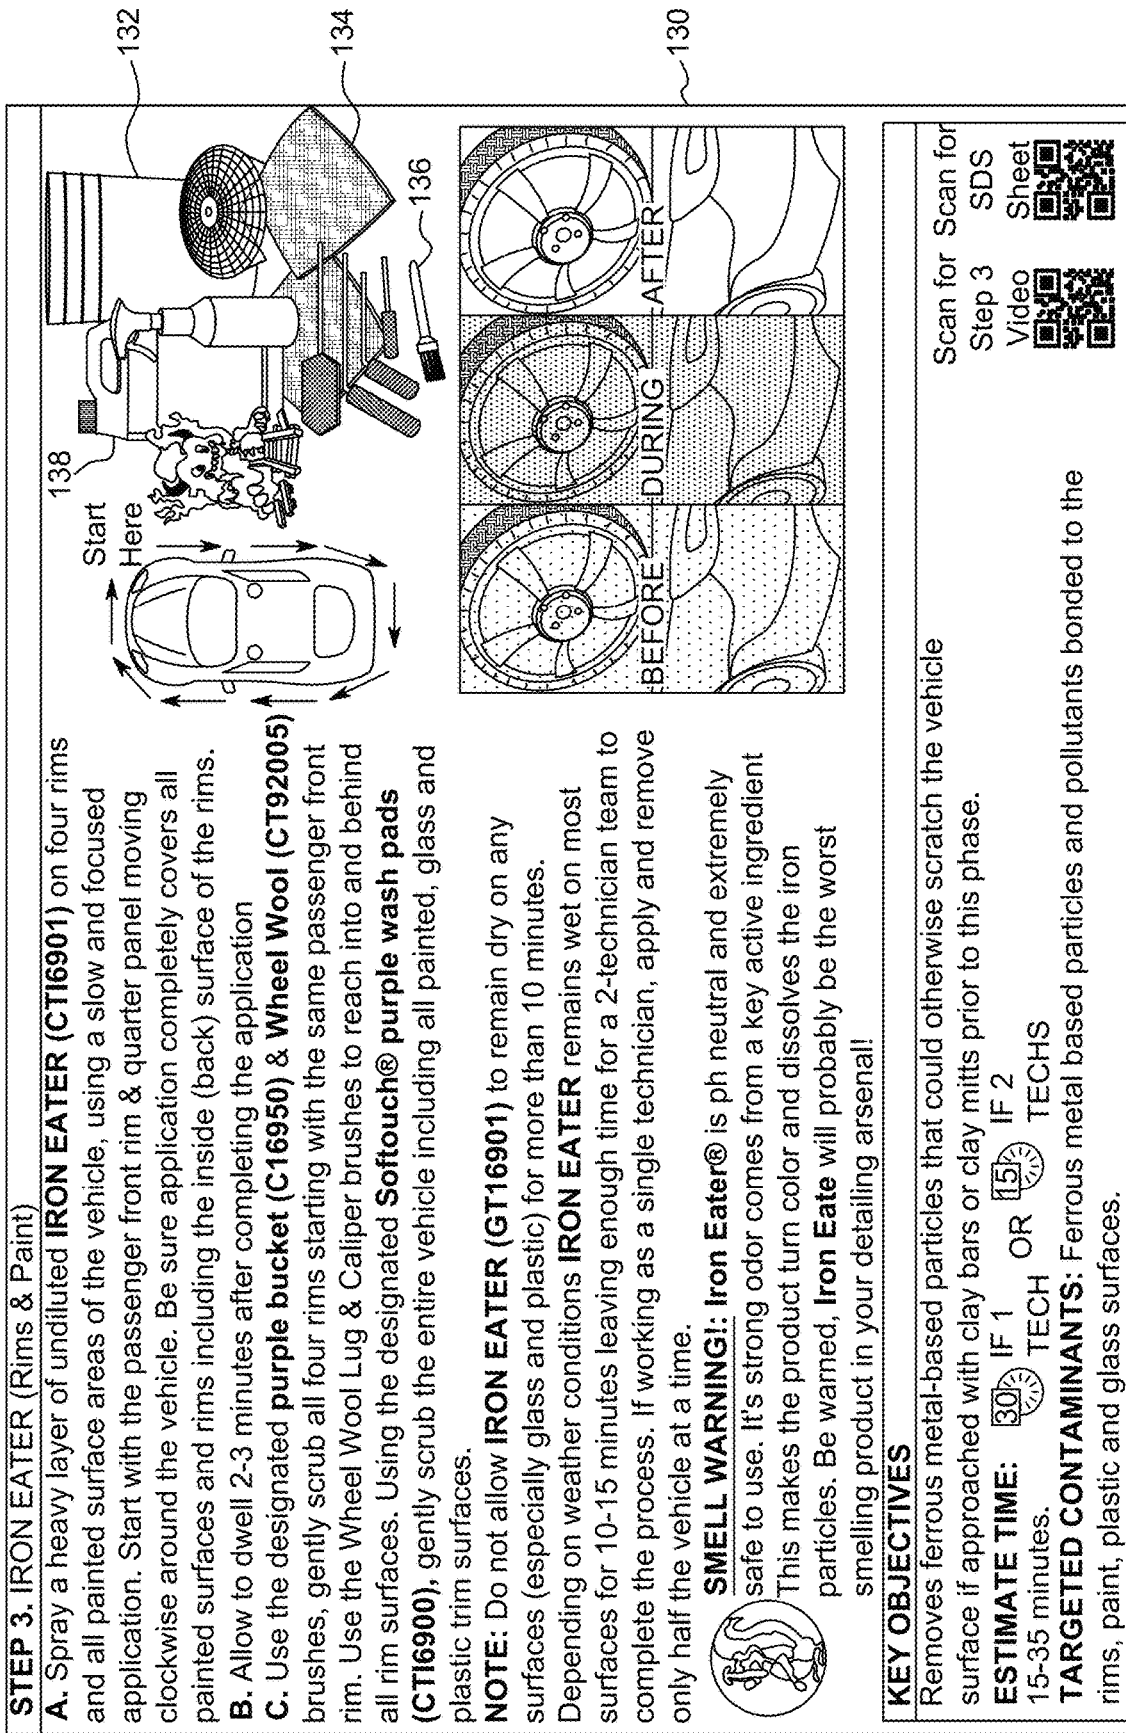 STEP 3. IRON EATER (Rims & Paint)
A. Spray a heavy layer of undiluted IRON EATER (CTI6901) on four rims
and all painted surface areas of the vehicle, using a slow and focused
application. Start with the passenger front rim & quarter panel moving
clockwise around the vehicle. Be sure application completely covers all
painted surfaces and rims including the inside (back) surface of the rims.
B. Allow to dwell 2-3 minutes after completing the application
C. Use the designated purple bucket (C16950) & Wheel Wool (CT92005)
brushes, gently scrub all four rims starting with the same passenger front
rim. Use the Wheel Wool Lug & Caliper brushes to reach into and behind
all rim surfaces. Using the designated Softouch® purple wash pads
(CTI6900), gently scrub the entire vehicle including all painted, glass and
plastic trim surfaces.
NOTE: Do not allow IRON EATER (GT16901) to remain dry on any
surfaces (especially glass and plastic) for more than 10 minutes.
Depending on weather conditions IRON EATER remains wet on most
surfaces for 10-15 minutes leaving enough time for a 2-technician team to
complete the process. If working as a single technician, apply and remove
only half the vehicle at a time.
SMELL WARNING!: Iron Eater® is ph neutral and extremely
safe to use. It's strong odor comes from a key active ingredient
This makes the product turn color and dissolves the iron
particles. Be warned, Iron Eate will probably be the worst
smelling product in your detailing arsenal!
Start
Here
138
132
134
136
BEFORE
DURING
AFTER
130
KEY OBJECTIVES
Removes ferrous metal-based particles that could otherwise scratch the vehicle
surface if approached with clay bars or clay mitts prior to this phase.
ESTIMATE TIME: 30 IF 1 TECH OR 15 IF 2 TECHS
15-35 minutes.
TARGETED CONTAMINANTS: Ferrous metal based particles and pollutants bonded to the
rims, paint, plastic and glass surfaces.
Scan for
Step 3
Video
Scan for
SDS
Sheet